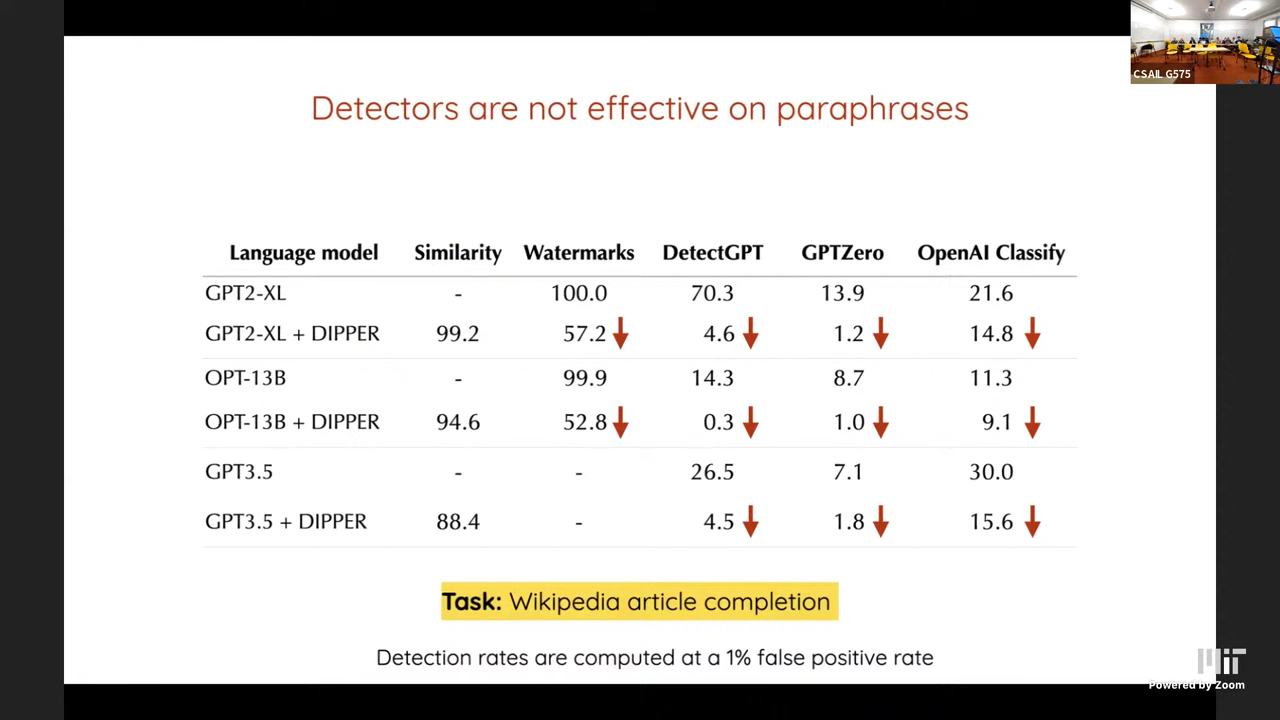 CSAIL G575
Detectors are not effective on paraphrases
Language model Similarity Watermarks DetectGPT GPTZero OpenAI Classify
GPT2-XL - 100.0 70.3 13.9 21.6
GPT2-XL + DIPPER 99.2 57.2 4.6 1.2 14.8
OPT-13B - 99.9 14.3 8.7 11.3
OPT-13B + DIPPER 94.6 52.8 0.3 1.0 9.1
GPT3.5 - - 26.5 7.1 30.0
GPT3.5 + DIPPER 88.4 - 4.5 1.8 15.6
Task: Wikipedia article completion
Detection rates are computed at a 1% false positive rate
MIT
Powered by Zoom